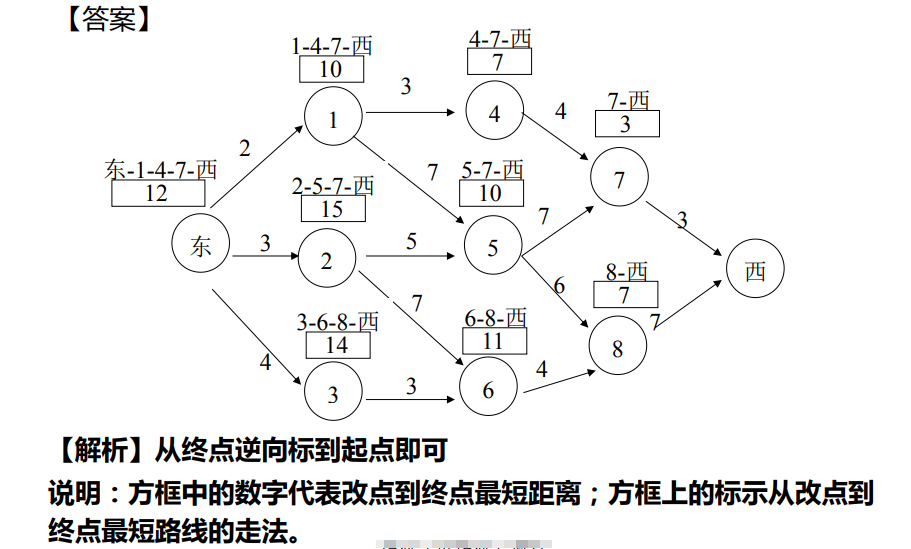 【答案】
1-4-7-西
10
4-7-西
7
3
1
4
4
7-西
3
2
7
7
东-1-4-7-西
12
2-5-7-西
15
5-7-西
10
7
3
东
3
2
5
5
西
6
8-西
7
7
7
3-6-8-西
14
6-8-西
11
8
4
3
3
6
4
【解析】从终点逆向标到起点即可
说明：方框中的数字代表改点到终点最短距离；方框上的标示从改点到
终点最短路线的走法。